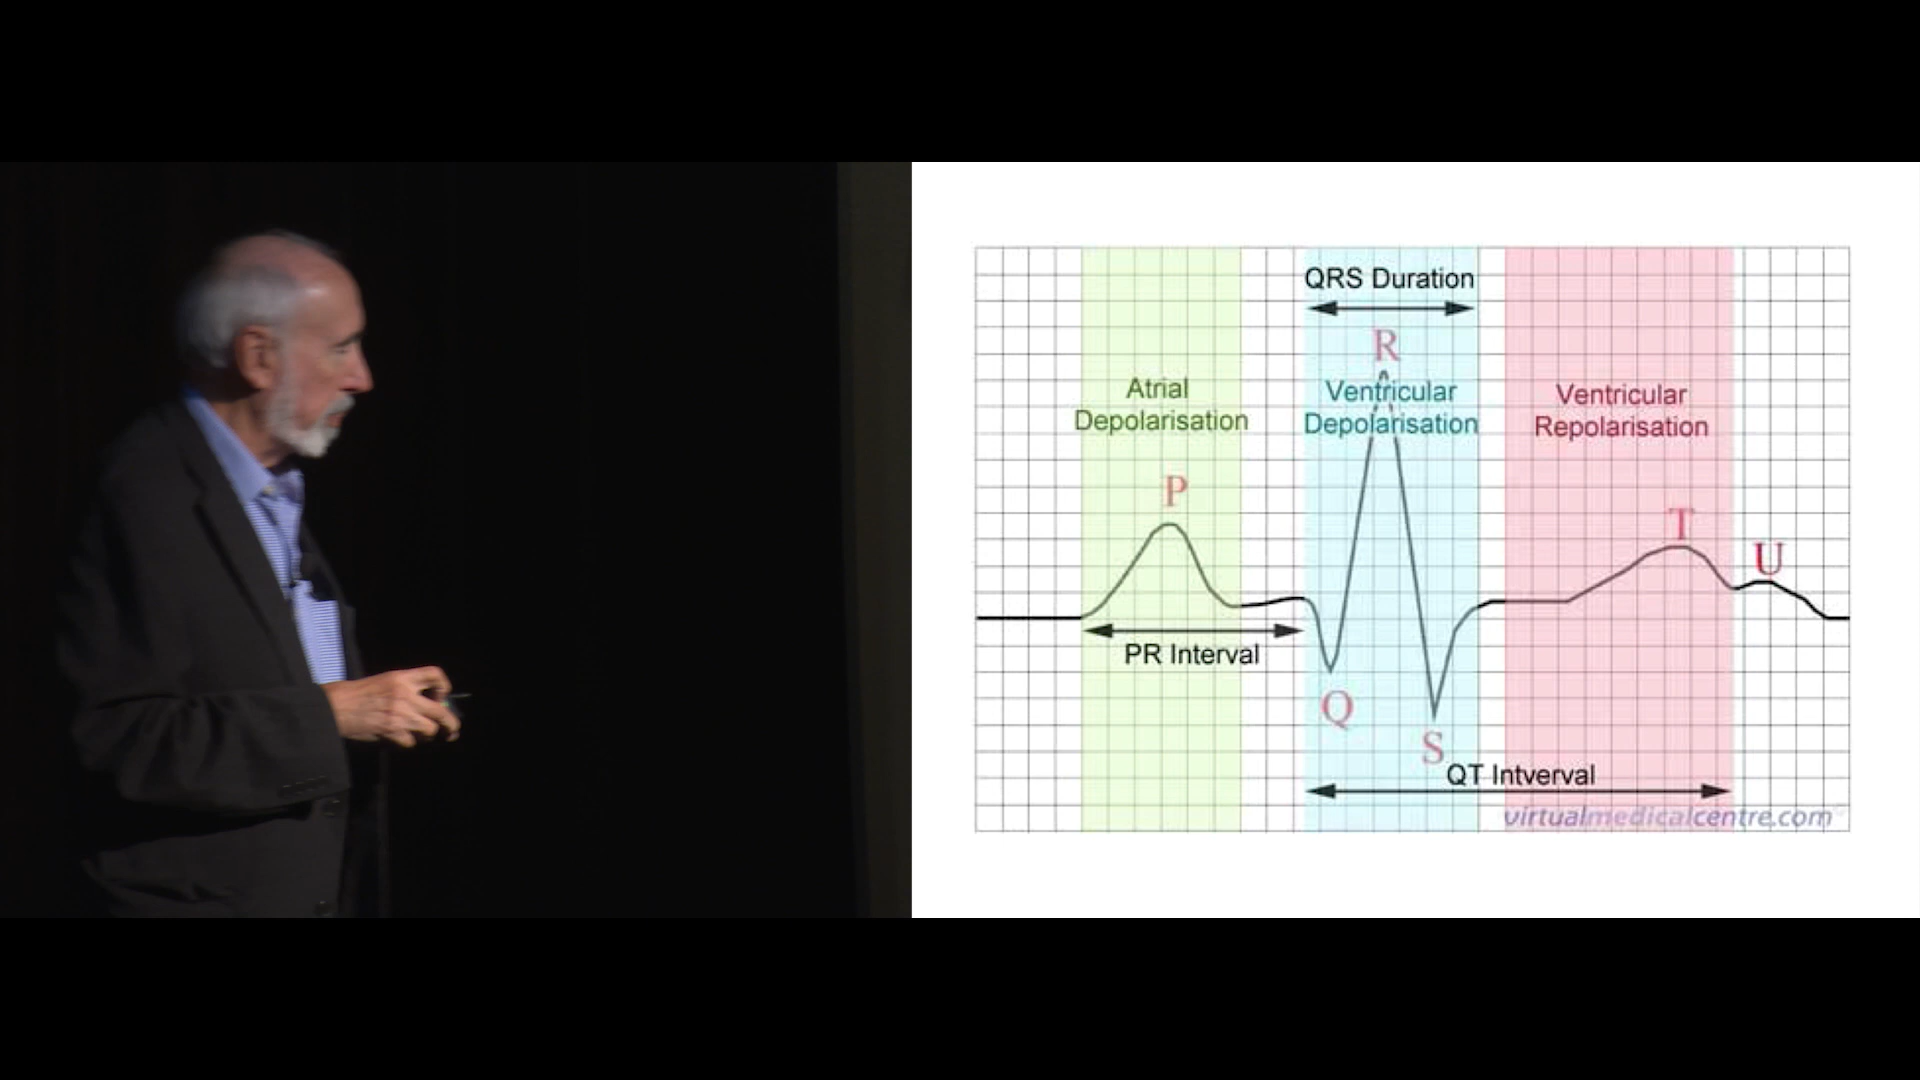 QRS Duration
R
Atrial
Depolarisation
Ventricular
Depolarisation
Ventricular
Repolarisation
P
T
U
PR Interval
Q
S
QT Intverval
virtualmedicalcentre.com